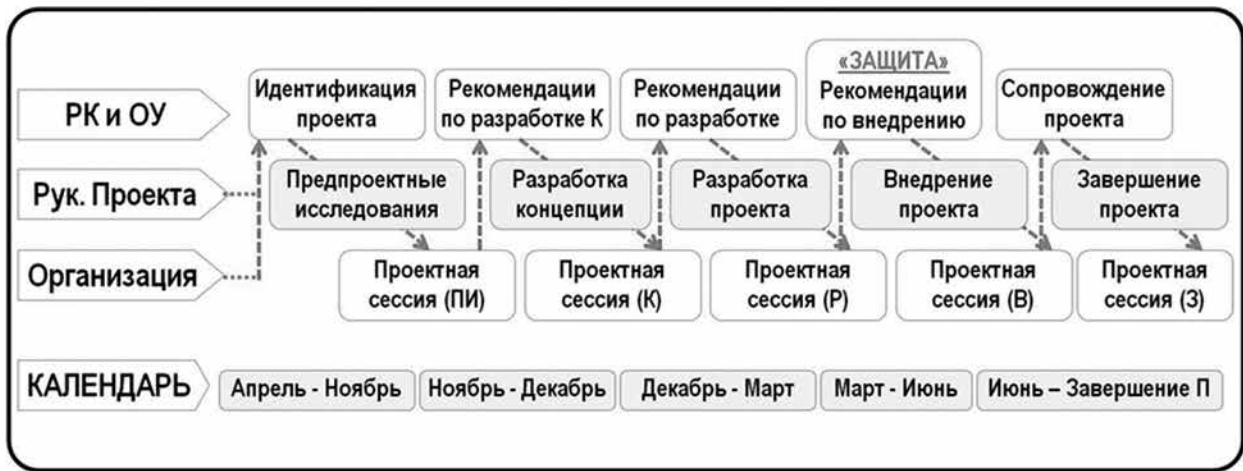 РК и ОУ
Идентификация
проекта
Рекомендации
по разработке К
Рекомендации
по разработке
«ЗАЩИТА»
Рекомендации
по внедрению
Сопровождение
проекта
Рук. Проекта
Предпроектные
исследования
Разработка
концепции
Разработка
проекта
Внедрение
проекта
Завершение
проекта
Организация
Проектная
сессия (ПИ)
Проектная
сессия (К)
Проектная
сессия (Р)
Проектная
сессия (В)
Проектная
сессия (З)
КАЛЕНДАРЬ
Апрель - Ноябрь
Ноябрь - Декабрь
Декабрь - Март
Март - Июнь
Июнь – Завершение П